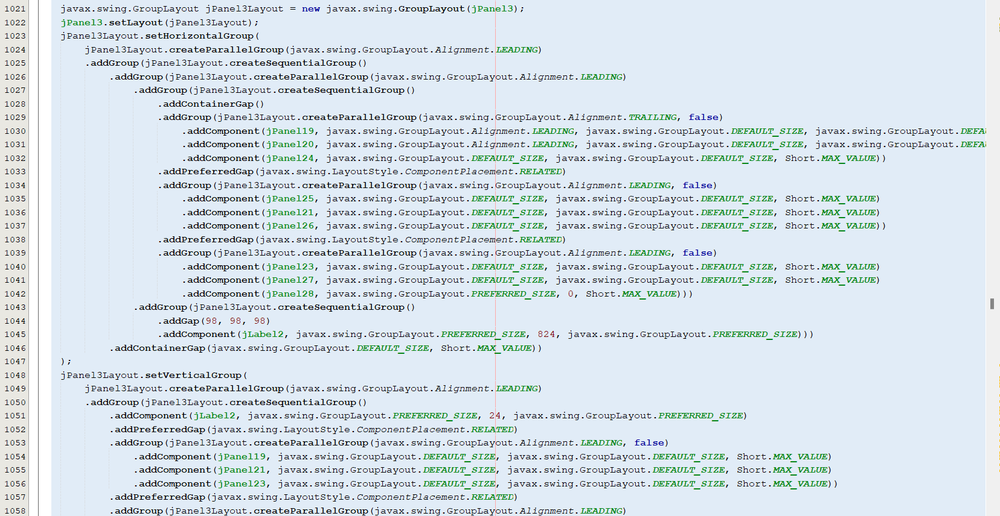 1021 javax.swing.GroupLayout jPanel3Layout = new javax.swing.GroupLayout(jPanel3);
1022 jPanel3.setLayout(jPanel3Layout);
1023 jPanel3Layout.setHorizontalGroup(
1024 jPanel3Layout.createParallelGroup(javax.swing.GroupLayout.Alignment.LEADING)
1025 .addGroup(jPanel3Layout.createSequentialGroup()
1026 .addGroup(jPanel3Layout.createParallelGroup(javax.swing.GroupLayout.Alignment.LEADING)
1027 .addGroup(jPanel3Layout.createSequentialGroup()
1028 .addContainerGap()
1029 .addGroup(jPanel3Layout.createParallelGroup(javax.swing.GroupLayout.Alignment.TRAILING, false)
1030 .addComponent(jPanel19, javax.swing.GroupLayout.Alignment.LEADING, javax.swing.GroupLayout.DEFAULT_SIZE, javax.swing.GroupLayout.DEFA
1031 .addComponent(jPanel20, javax.swing.GroupLayout.Alignment.LEADING, javax.swing.GroupLayout.DEFAULT_SIZE, javax.swing.GroupLayout.DEFA
1032 .addComponent(jPanel24, javax.swing.GroupLayout.DEFAULT_SIZE, javax.swing.GroupLayout.DEFAULT_SIZE, Short.MAX_VALUE))
1033 .addPreferredGap(javax.swing.LayoutStyle.ComponentPlacement.RELATED)
1034 .addGroup(jPanel3Layout.createParallelGroup(javax.swing.GroupLayout.Alignment.LEADING, false)
1035 .addComponent(jPanel25, javax.swing.GroupLayout.DEFAULT_SIZE, javax.swing.GroupLayout.DEFAULT_SIZE, Short.MAX_VALUE)
1036 .addComponent(jPanel21, javax.swing.GroupLayout.DEFAULT_SIZE, javax.swing.GroupLayout.DEFAULT_SIZE, Short.MAX_VALUE)
1037 .addComponent(jPanel26, javax.swing.GroupLayout.DEFAULT_SIZE, javax.swing.GroupLayout.DEFAULT_SIZE, Short.MAX_VALUE))
1038 .addPreferredGap(javax.swing.LayoutStyle.ComponentPlacement.RELATED)
1039 .addGroup(jPanel3Layout.createParallelGroup(javax.swing.GroupLayout.Alignment.LEADING, false)
1040 .addComponent(jPanel23, javax.swing.GroupLayout.DEFAULT_SIZE, javax.swing.GroupLayout.DEFAULT_SIZE, Short.MAX_VALUE)
1041 .addComponent(jPanel27, javax.swing.GroupLayout.DEFAULT_SIZE, javax.swing.GroupLayout.DEFAULT_SIZE, Short.MAX_VALUE)
1042 .addComponent(jPanel28, javax.swing.GroupLayout.PREFERRED_SIZE, 0, Short.MAX_VALUE)))
1043 .addGroup(jPanel3Layout.createSequentialGroup()
1044 .addGap(98, 98, 98)
1045 .addComponent(jLabel2, javax.swing.GroupLayout.PREFERRED_SIZE, 824, javax.swing.GroupLayout.PREFERRED_SIZE)))
1046 .addContainerGap(javax.swing.GroupLayout.DEFAULT_SIZE, Short.MAX_VALUE))
1047 );
1048 jPanel3Layout.setVerticalGroup(
1049 jPanel3Layout.createParallelGroup(javax.swing.GroupLayout.Alignment.LEADING)
1050 .addGroup(jPanel3Layout.createSequentialGroup()
1051 .addComponent(jLabel2, javax.swing.GroupLayout.PREFERRED_SIZE, 24, javax.swing.GroupLayout.PREFERRED_SIZE)
1052 .addPreferredGap(javax.swing.LayoutStyle.ComponentPlacement.RELATED)
1053 .addGroup(jPanel3Layout.createParallelGroup(javax.swing.GroupLayout.Alignment.LEADING, false)
1054 .addComponent(jPanel19, javax.swing.GroupLayout.DEFAULT_SIZE, javax.swing.GroupLayout.DEFAULT_SIZE, Short.MAX_VALUE)
1055 .addComponent(jPanel21, javax.swing.GroupLayout.DEFAULT_SIZE, javax.swing.GroupLayout.DEFAULT_SIZE, Short.MAX_VALUE)
1056 .addComponent(jPanel23, javax.swing.GroupLayout.DEFAULT_SIZE, javax.swing.GroupLayout.DEFAULT_SIZE, Short.MAX_VALUE))
1057 .addPreferredGap(javax.swing.LayoutStyle.ComponentPlacement.RELATED)
1058 .addGroup(jPanel3Layout.createParallelGroup(javax.swing.GroupLayout.Alignment.LEADING)